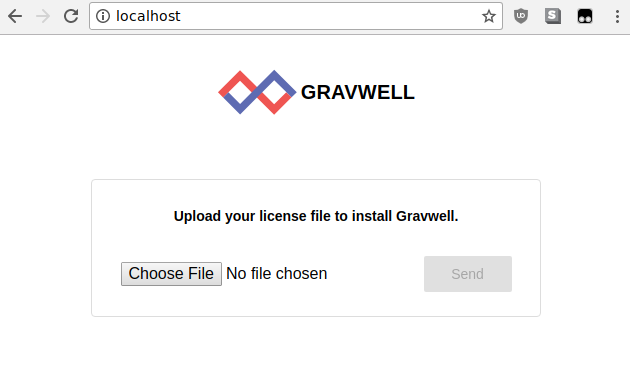 localhost
GRAVWELL
Upload your license file to install Gravwell.
Choose File No file chosen
Send